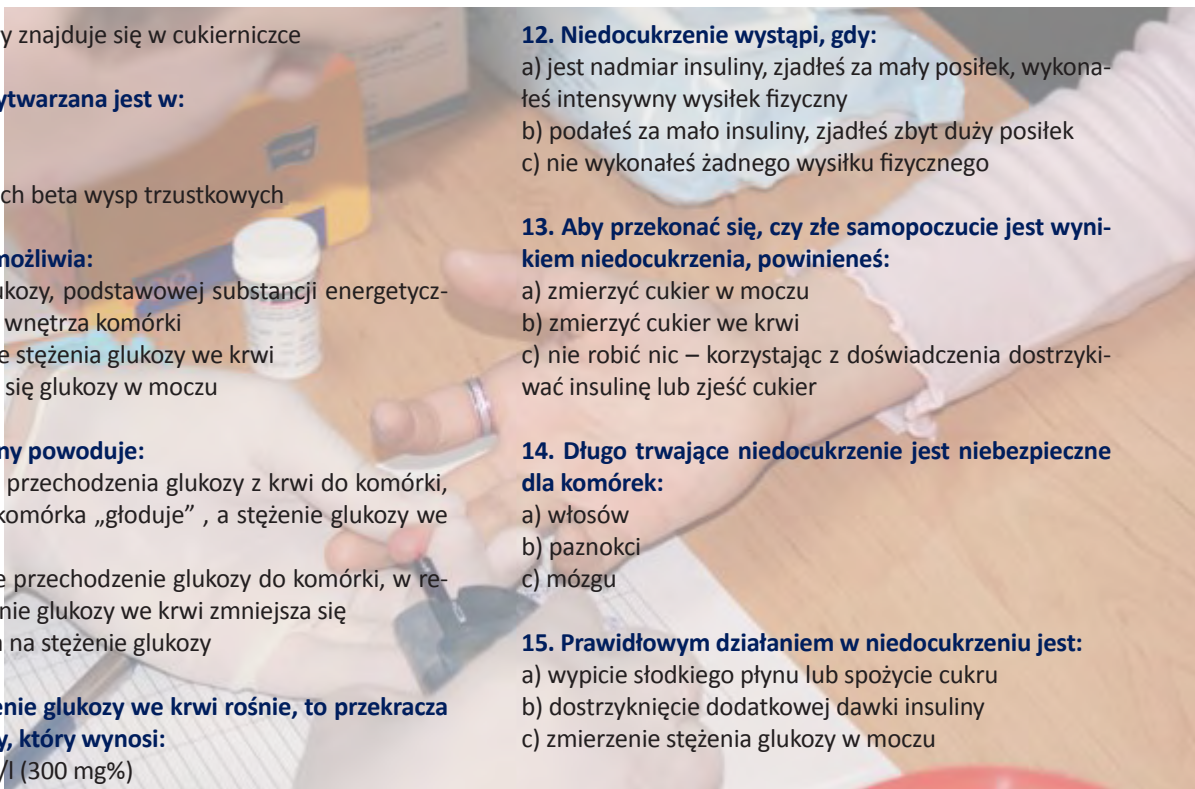 y znajduje się w cukierniczce
ytwarzana jest w:
ch beta wysp trzustkowych
możliwia:
ukozy, podstawowej substancji energetycz-
wnętrza komórki
e stężenia glukozy we krwi
się glukozy w moczu
ny powoduje:
przechodzenia glukozy z krwi do komórki,
komórka „głoduje” , a stężenie glukozy we
e przechodzenie glukozy do komórki, w re-
nie glukozy we krwi zmniejsza się
na stężenie glukozy
enie glukozy we krwi rośnie, to przekracza
y, który wynosi:
/l (300 mg%)
12. Niedocukrzenie wystąpi, gdy:
a) jest nadmiar insuliny, zjadłeś za mały posiłek, wykona-
łeś intensywny wysiłek fizyczny
b) podałeś za mało insuliny, zjadłeś zbyt duży posiłek
c) nie wykonałeś żadnego wysiłku fizycznego
13. Aby przekonać się, czy złe samopoczucie jest wyni-
kiem niedocukrzenia, powinieneś:
a) zmierzyć cukier w moczu
b) zmierzyć cukier we krwi
c) nie robić nic – korzystając z doświadczenia dostrzyki-
wać insulinę lub zjeść cukier
14. Długo trwające niedocukrzenie jest niebezpieczne
dla komórek:
a) włosów
b) paznokci
c) mózgu
15. Prawidłowym działaniem w niedocukrzeniu jest:
a) wypicie słodkiego płynu lub spożycie cukru
b) dostrzyknięcie dodatkowej dawki insuliny
c) zmierzenie stężenia glukozy w moczu